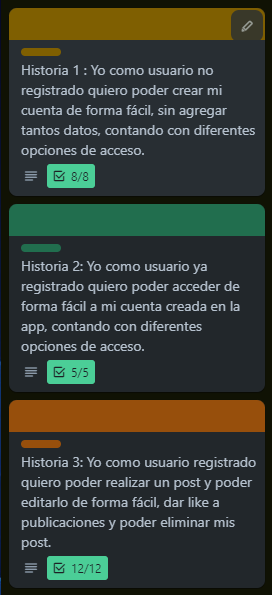 Historia 1 : Yo como usuario no
registrado quiero poder crear mi
cuenta de forma fácil, sin agregar
tantos datos, contando con diferentes
opciones de acceso.
8/8
Historia 2: Yo como usuario ya
registrado quiero poder acceder de
forma fácil a mi cuenta creada en la
app, contando con diferentes
opciones de acceso.
5/5
Historia 3: Yo como usuario registrado
quiero poder realizar un post y poder
editarlo de forma fácil, dar like a
publicaciones y poder eliminar mis
post.
12/12